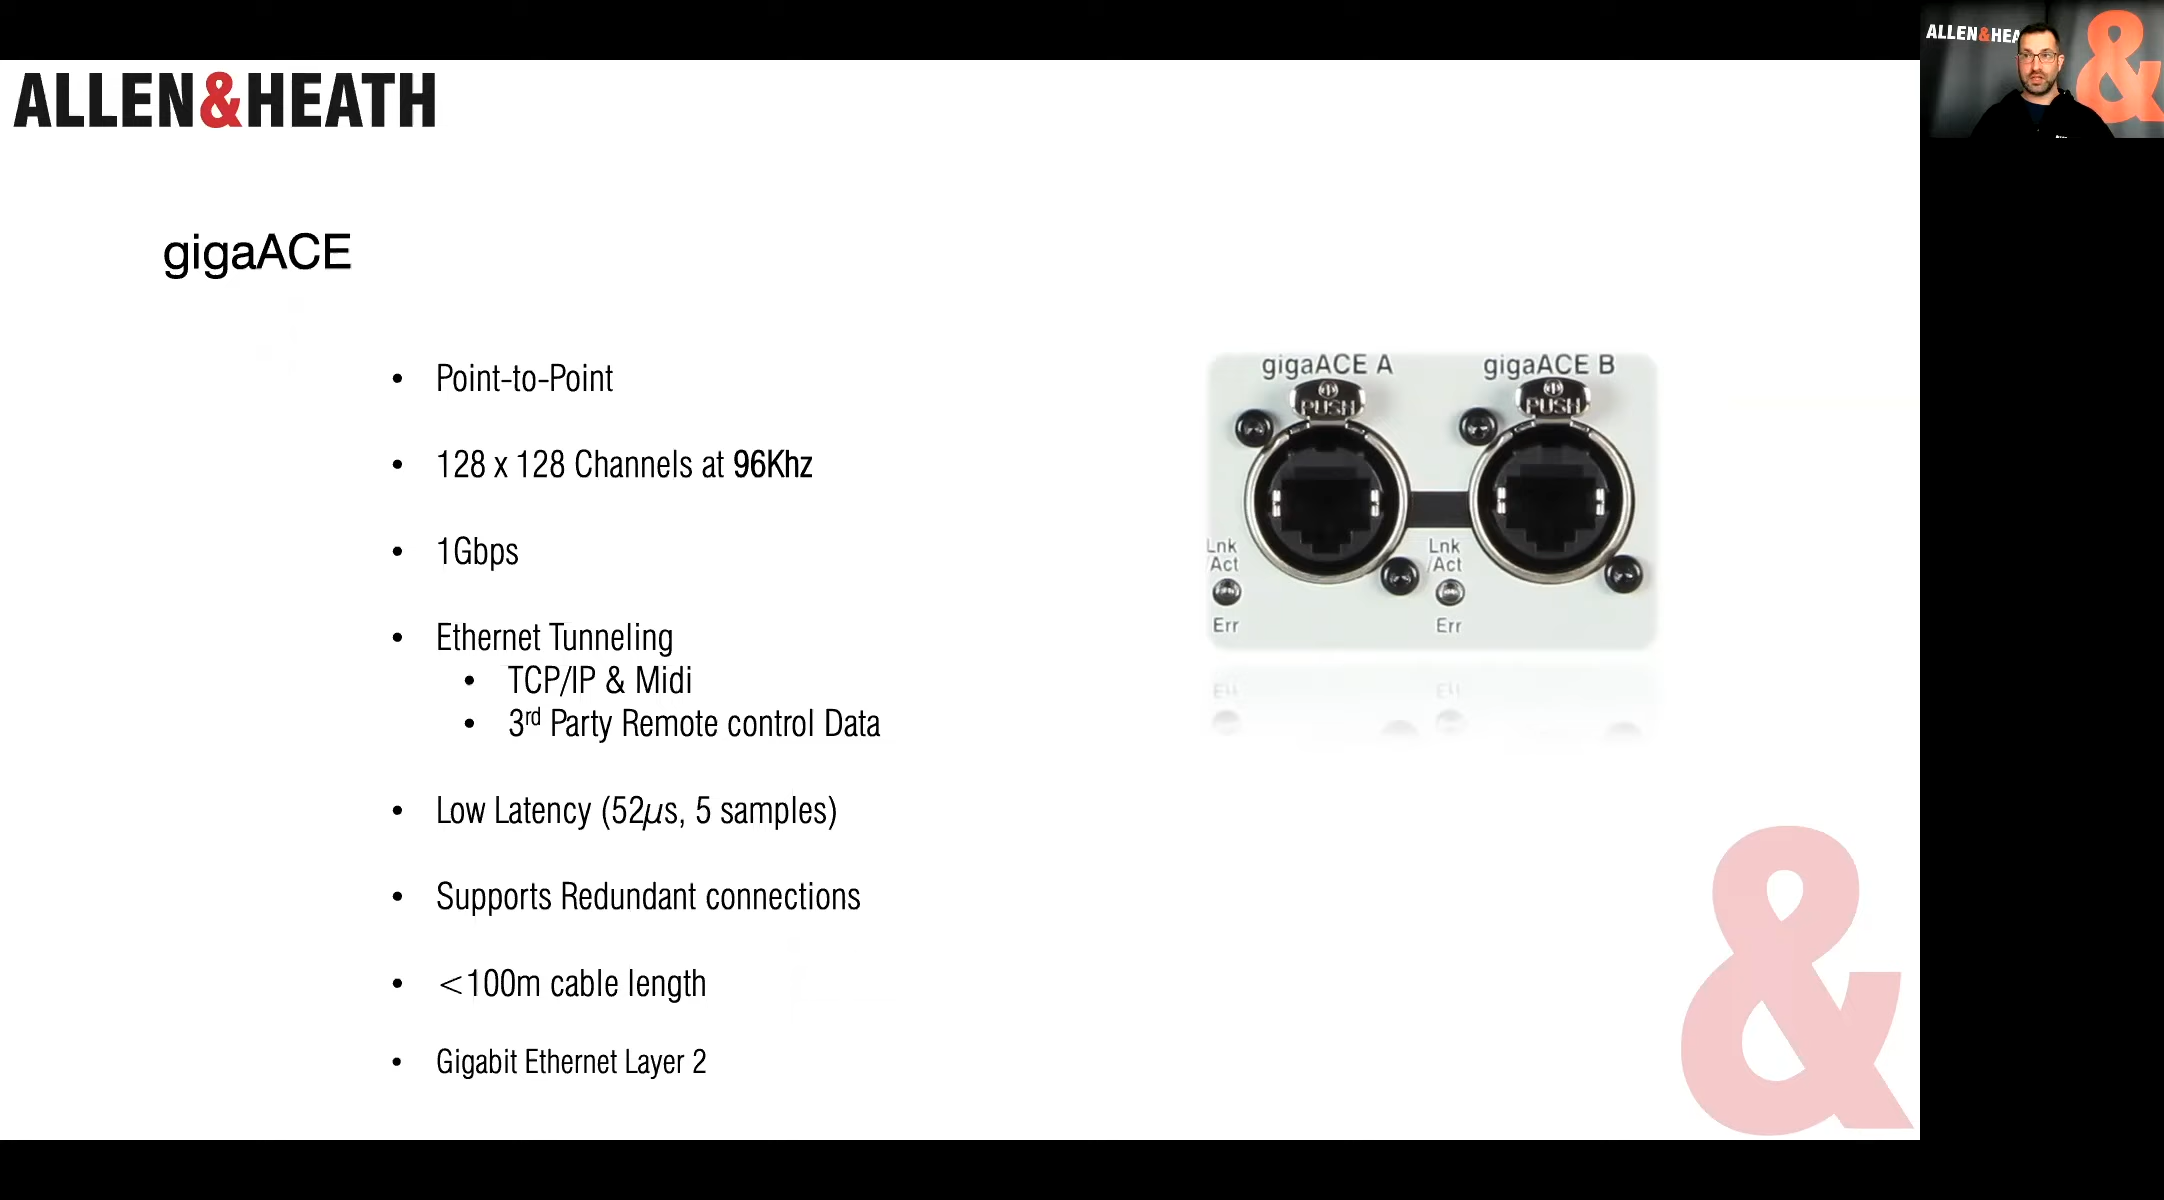 ALLEN&HEATH
ALLEN&HEA
&
gigaACE
• Point-to-Point
• 128 x 128 Channels at 96Khz
• 1Gbps
• Ethernet Tunneling
• TCP/IP & Midi
• 3rd Party Remote control Data
• Low Latency (52µs, 5 samples)
• Supports Redundant connections
• <100m cable length
• Gigabit Ethernet Layer 2
gigaACE A
gigaACE B
PUSH
PUSH
Lnk
/Act
Err
Lnk
/Act
Err
&